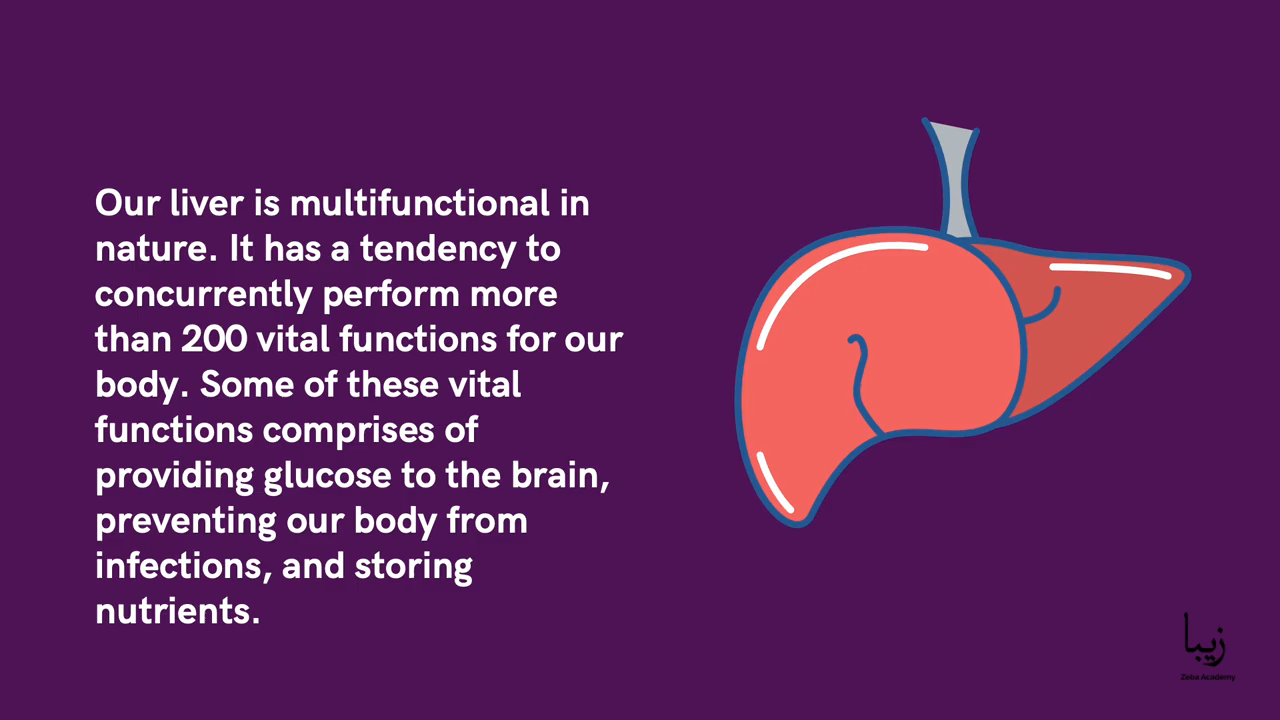 Our liver is multifunctional in
nature. It has a tendency to
concurrently perform more
than 200 vital functions for our
body. Some of these vital
functions comprises of
providing glucose to the brain,
preventing our body from
infections, and storing
nutrients.
زيبا
Zeba Academy